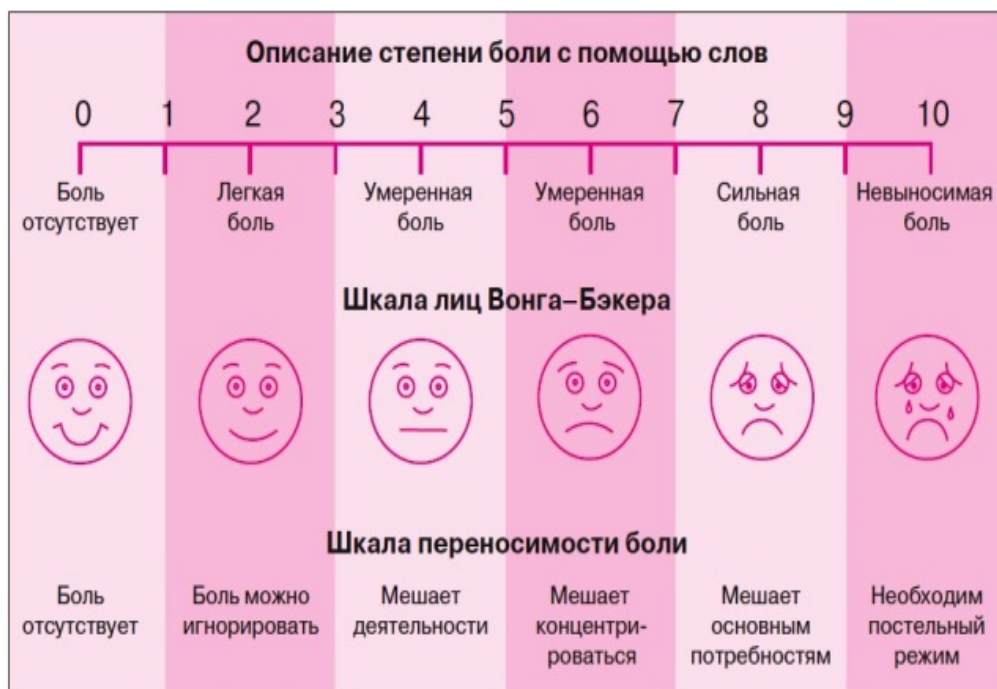 Описание степени боли с помощью слов
0 1 2 3 4 5 6 7 8 9 10
Боль Легкая Умеренная Умеренная Сильная Невыносимая
отсутствует боль боль боль боль боль
Шкала лиц Вонга–Бэкера
Шкала переносимости боли
Боль Боль можно Мешает Мешает Мешает Необходим
отсутствует игнорировать деятельности концентри- основным постельный
роваться потребностям режим